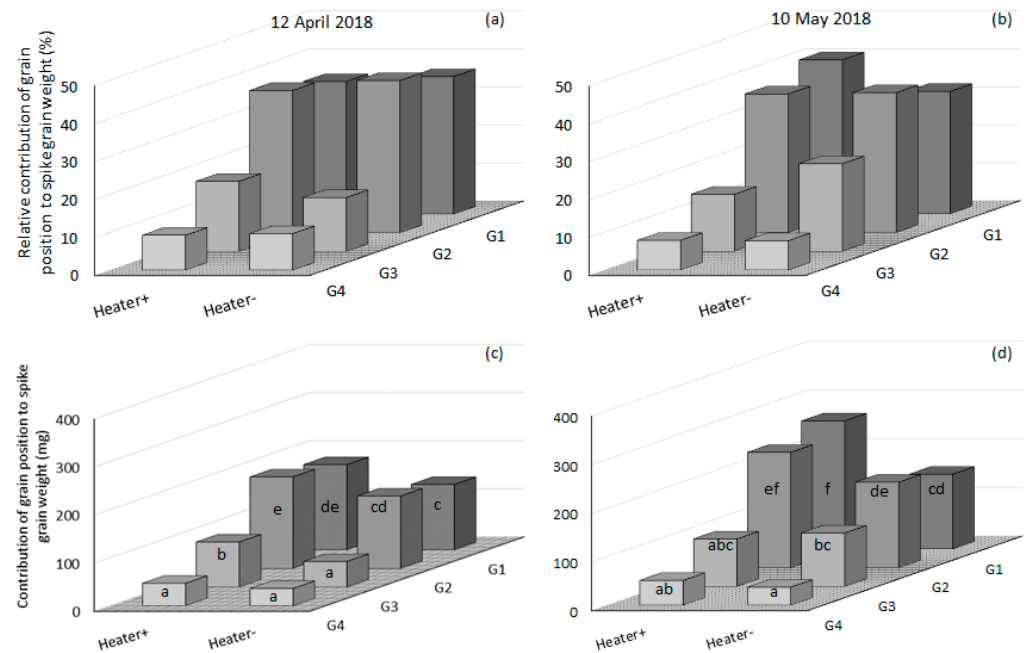 12 April 2018
(a)
Relative contribution of grain
position to spikegrain weight (%)
50
40
30
20
10
0
Heater+
Heater-
G4
G3
G2
G1
10 May 2018
(b)
50
40
30
20
10
0
Heater+
Heater-
G4
G3
G2
G1
(c)
Contribution of grain position to spike
grain weight (mg)
400
300
200
100
0
e
de
cd
c
b
a
a
a
Heater+
Heater-
G4
G3
G2
G1
(d)
400
300
200
100
0
ef
f
de
cd
abc
bc
ab
a
Heater+
Heater-
G4
G3
G2
G1